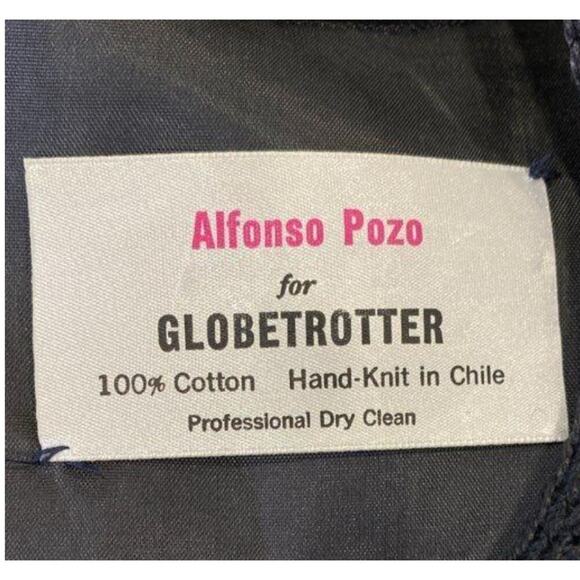 Alfonso Pozo
for
GLOBETROTTER
100% Cotton Hand-Knit in Chile
Professional Dry Clean